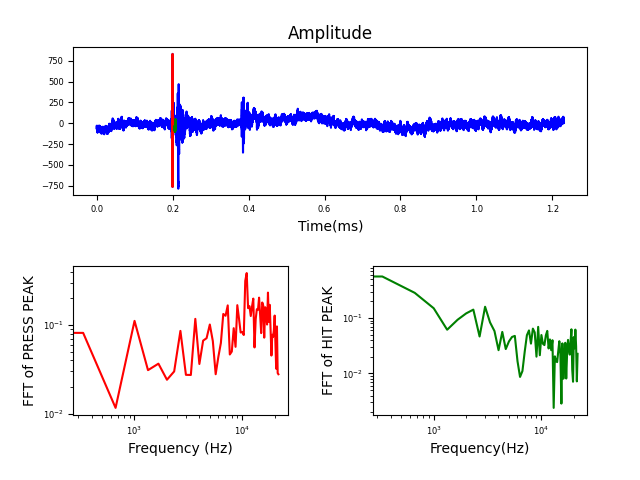 Amplitude
750
500
250
0
−250
−500
−750
0.0 0.2 0.4 0.6 0.8 1.0 1.2
Time(ms)
FFT of PRESS PEAK
10⁻¹
10⁻²
10³ 10⁴
Frequency (Hz)
FFT of HIT PEAK
10⁻¹
10⁻²
10³ 10⁴
Frequency(Hz)